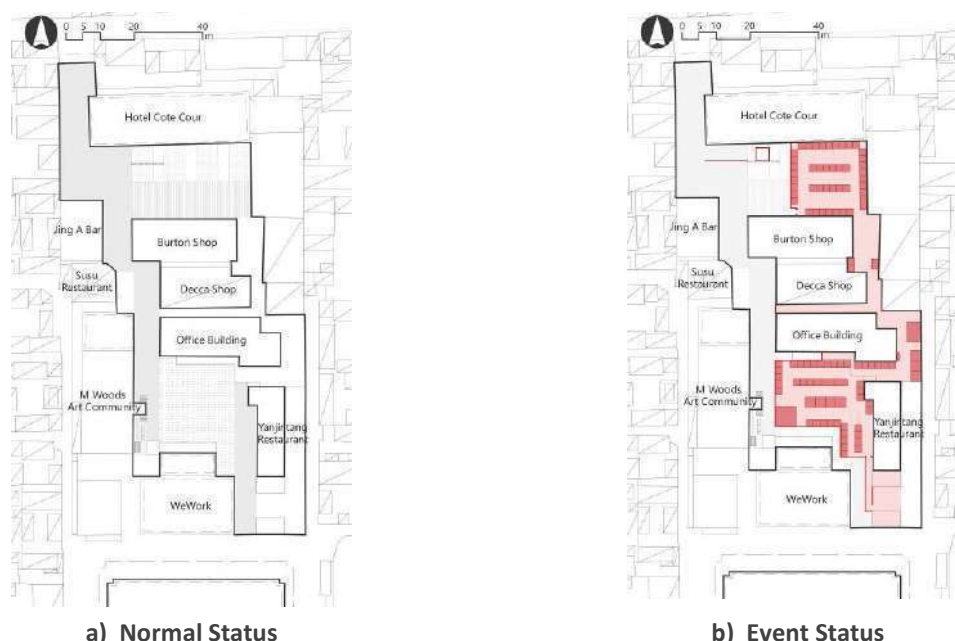 0 5 10 20 40
m
Hotel Cote Cour
Jing A Bar
Burton Shop
Susu
Restaurant
Decca Shop
Office Building
M Woods
Art Community
Yanjintang
Restaurant
WeWork
a) Normal Status
0 5 10 20 40
m
Hotel Cote Cour
Jing A Bar
Burton Shop
Susu
Restaurant
Decca Shop
Office Building
M Woods
Art Community
Yanjintang
Restaurant
WeWork
b) Event Status